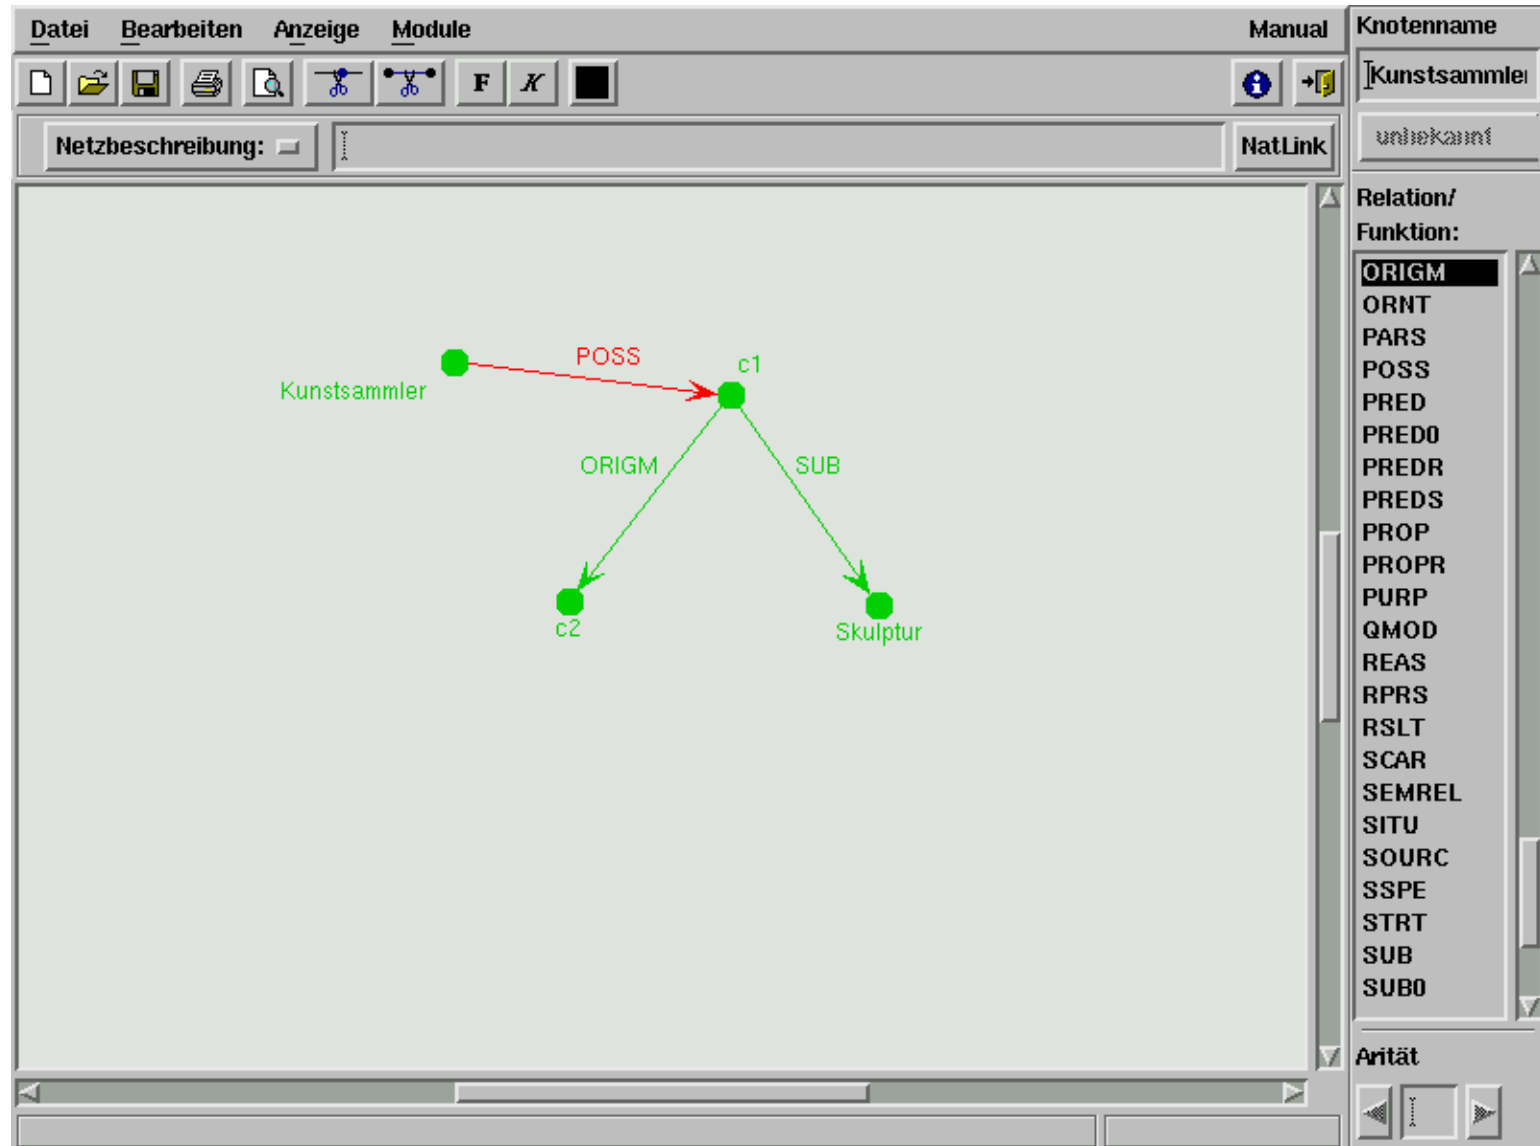 Datei Bearbeiten Anzeige Module Manual
F K
Netzbeschreibung: NatLink
POSS
c1
Kunstsammler
ORIGM SUB
c2
Skulptur
Knotenname
Kunstsammler
unbekannt
Relation/
Funktion:
ORIGM
ORNT
PARS
POSS
PRED
PRED0
PREDR
PREDS
PROP
PROPR
PURP
QMOD
REAS
RPRS
RSLT
SCAR
SEMREL
SITU
SOURC
SSPE
STRT
SUB
SUB0
Arität